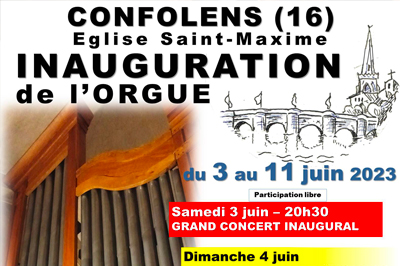 CONFOLENS (16)
Eglise Saint-Maxime
INAUGURATION
de l’ORGUE
du 3 au 11 juin 2023
Participation libre
Samedi 3 juin – 20h30
GRAND CONCERT INAUGURAL
Dimanche 4 juin